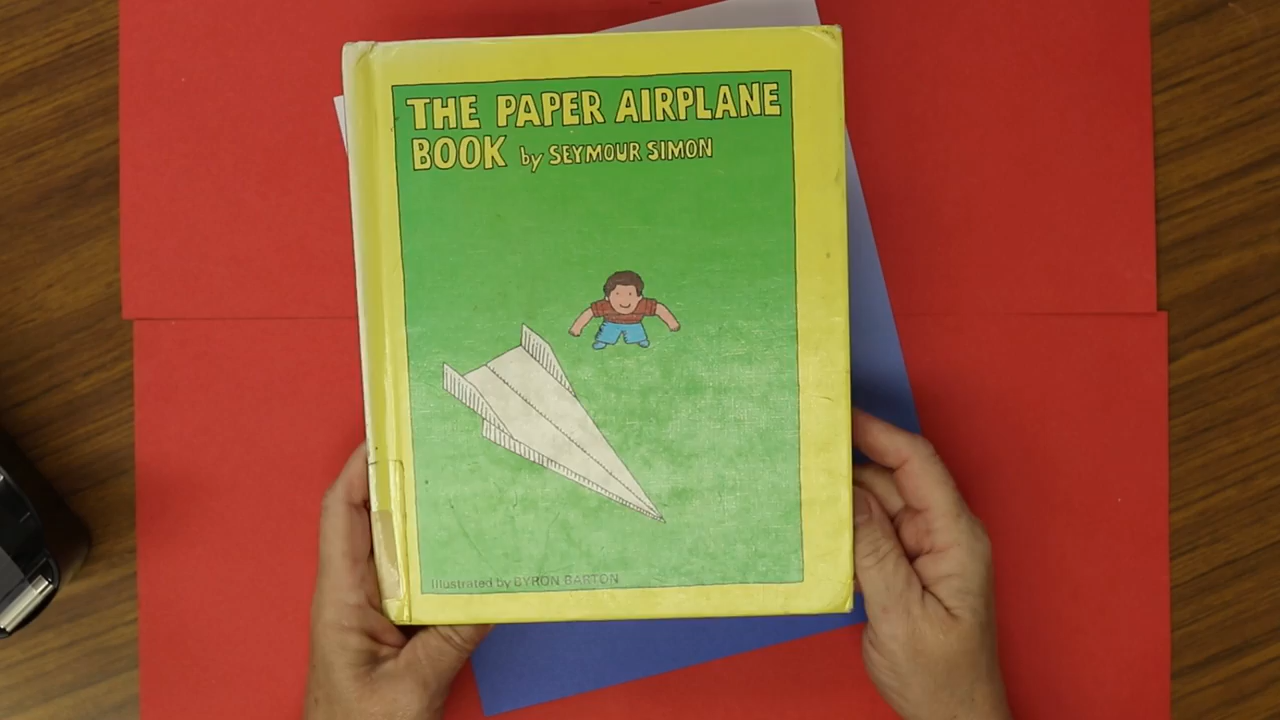 THE PAPER AIRPLANE
BOOK by SEYMOUR SIMON
Illustrated by BYRON BARTON